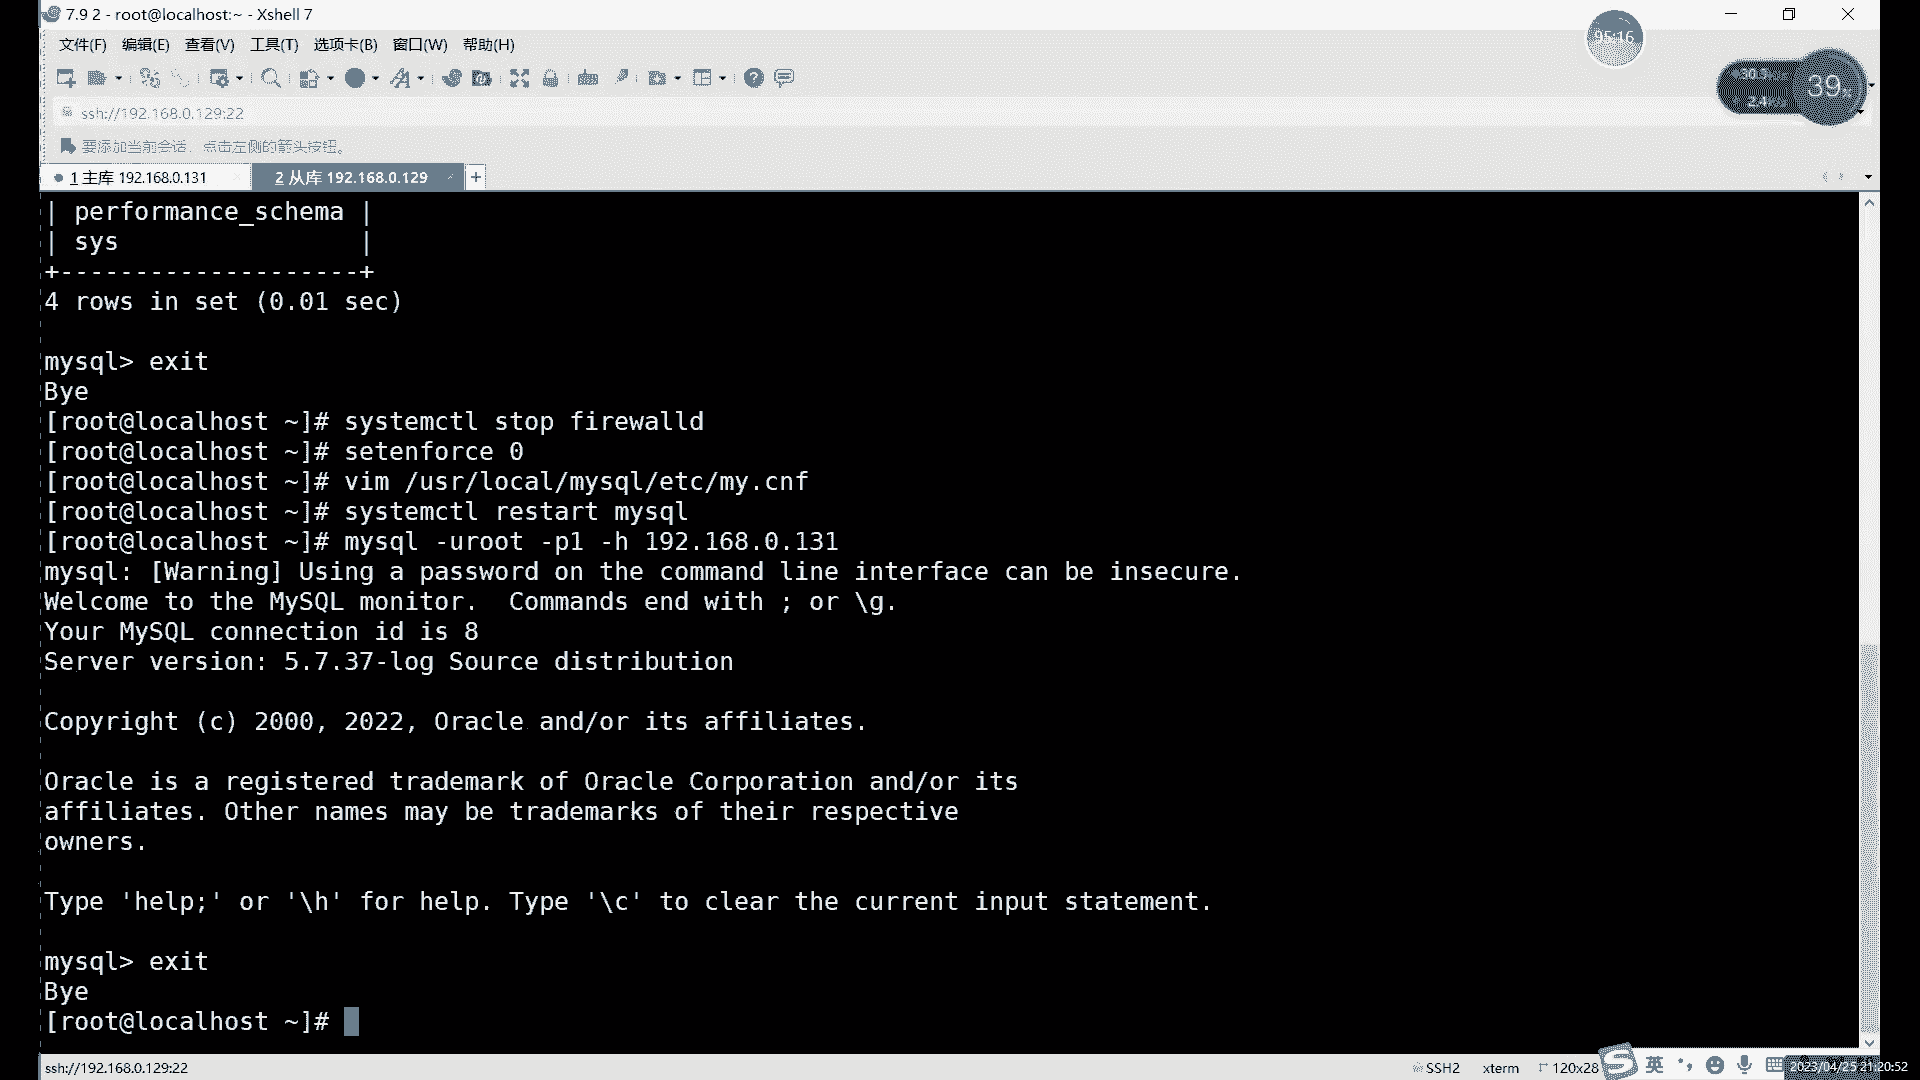 7.9 2 - root@localhost:~ - Xshell 7
文件(F) 编辑(E) 查看(V) 工具(T) 选项卡(B) 窗口(W) 帮助(H)
95:16
30.5
2.4
39
ssh://192.168.0.129:22
要添加当前会话，点击左侧的箭头按钮。
1 主库 192.168.0.131
2 从库 192.168.0.129
+
| performance_schema |
| sys                |
+--------------------+
4 rows in set (0.01 sec)
mysql> exit
Bye
[root@localhost ~]# systemctl stop firewalld
[root@localhost ~]# setenforce 0
[root@localhost ~]# vim /usr/local/mysql/etc/my.cnf
[root@localhost ~]# systemctl restart mysql
[root@localhost ~]# mysql -uroot -p1 -h 192.168.0.131
mysql: [Warning] Using a password on the command line interface can be insecure.
Welcome to the MySQL monitor.  Commands end with ; or \g.
Your MySQL connection id is 8
Server version: 5.7.37-log Source distribution
Copyright (c) 2000, 2022, Oracle and/or its affiliates.
Oracle is a registered trademark of Oracle Corporation and/or its
affiliates. Other names may be trademarks of their respective
owners.
Type 'help;' or '\h' for help. Type '\c' to clear the current input statement.
mysql> exit
Bye
[root@localhost ~]#
ssh://192.168.0.129:22
SSH2 xterm 120x28
英
2023/04/25 21:20:52